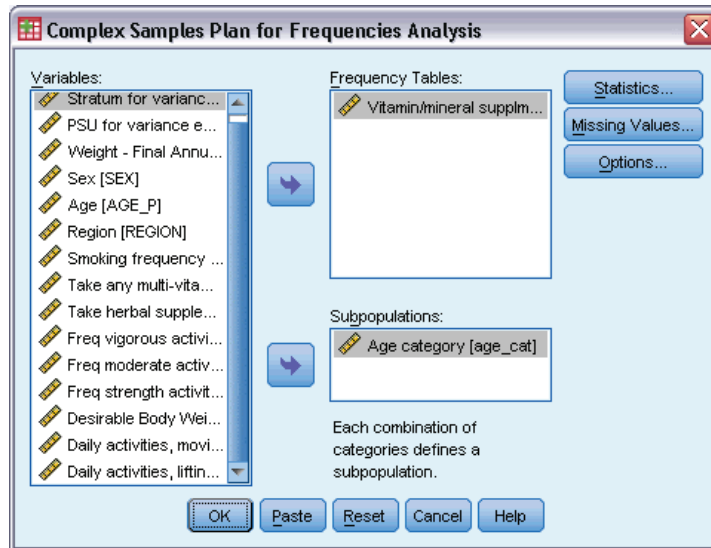 Complex Samples Plan for Frequencies Analysis
Variables:
Stratum for varianc...
PSU for variance e...
Weight - Final Annu...
Sex [SEX]
Age [AGE_P]
Region [REGION]
Smoking frequency ...
Take any multi-vita...
Take herbal supple...
Freq vigorous activi...
Freq moderate activ...
Freq strength activit...
Desirable Body Wei...
Daily activities, movi...
Daily activities, liftin...
Frequency Tables:
Vitamin/mineral supplm...
Subpopulations:
Age category [age_cat]
Each combination of
categories defines a
subpopulation.
Statistics...
Missing Values...
Options...
OK
Paste
Reset
Cancel
Help